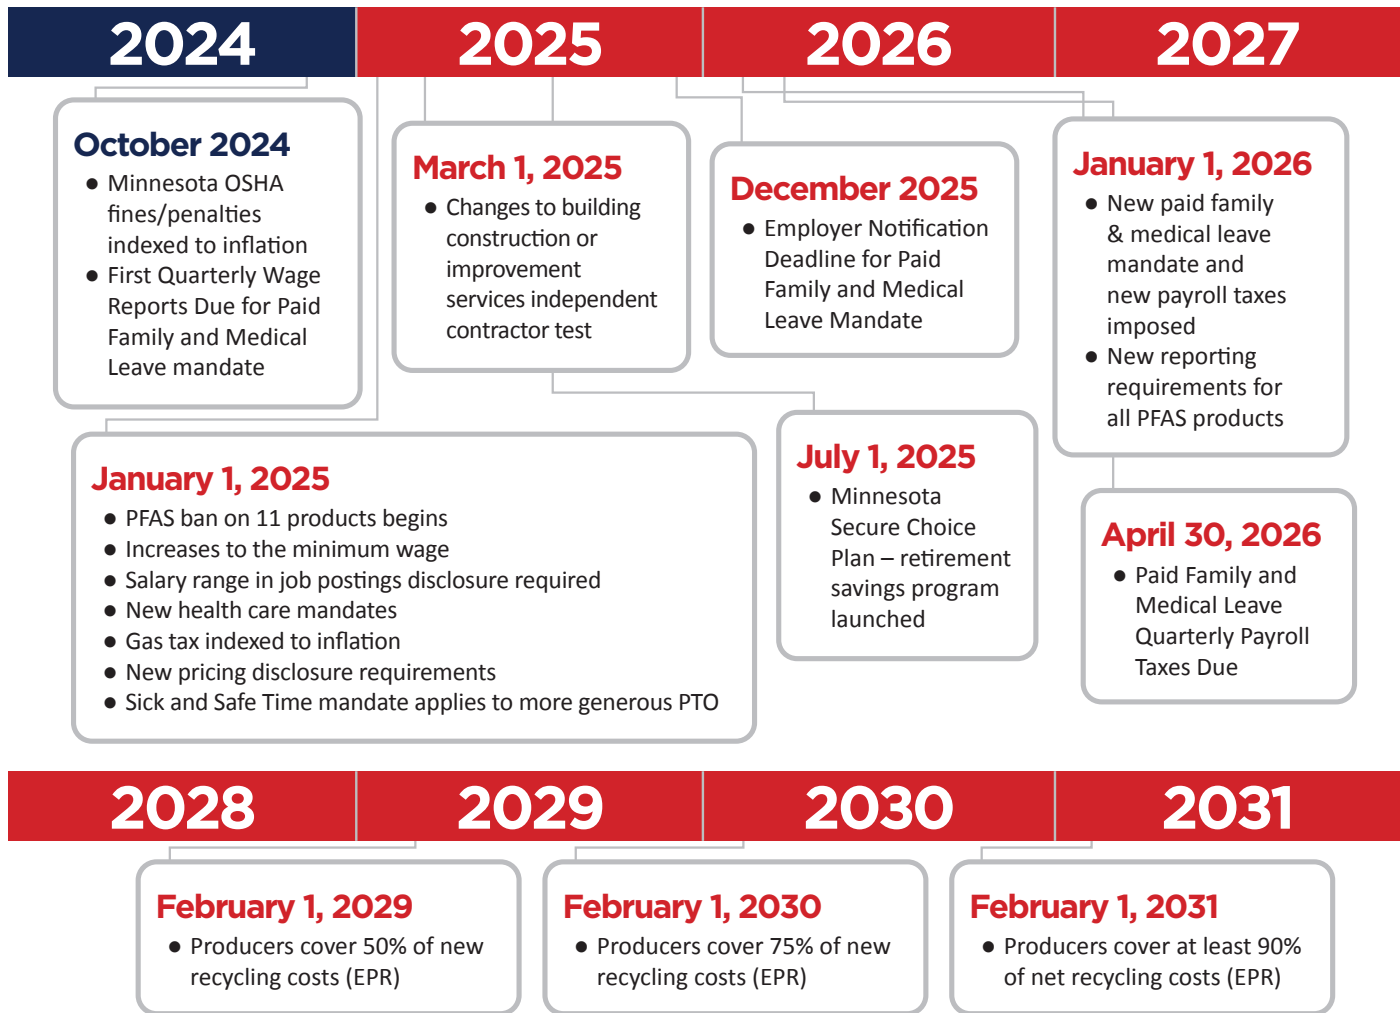 2024
2025
2026
2027
October 2024
● Minnesota OSHA
fines/penalties
indexed to inflation
● First Quarterly Wage
Reports Due for Paid
Family and Medical
Leave mandate
March 1, 2025
● Changes to building
construction or
improvement
services independent
contractor test
December 2025
● Employer Notification
Deadline for Paid
Family and Medical
Leave Mandate
January 1, 2026
● New paid family
& medical leave
mandate and
new payroll taxes
imposed
● New reporting
requirements for
all PFAS products
January 1, 2025
● PFAS ban on 11 products begins
● Increases to the minimum wage
● Salary range in job postings disclosure required
● New health care mandates
● Gas tax indexed to inflation
● New pricing disclosure requirements
● Sick and Safe Time mandate applies to more generous PTO
July 1, 2025
● Minnesota
Secure Choice
Plan – retirement
savings program
launched
April 30, 2026
● Paid Family and
Medical Leave
Quarterly Payroll
Taxes Due
2028
2029
2030
2031
February 1, 2029
● Producers cover 50% of new
recycling costs (EPR)
February 1, 2030
● Producers cover 75% of new
recycling costs (EPR)
February 1, 2031
● Producers cover at least 90%
of net recycling costs (EPR)